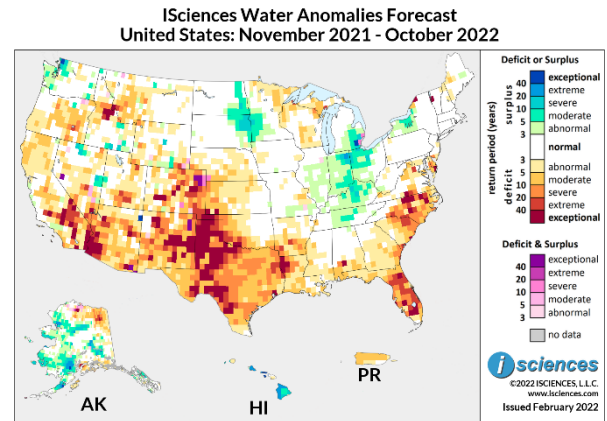 ISciences Water Anomalies Forecast
United States: November 2021 - October 2022
Deficit or Surplus
return period (years)
surplus
deficit
exceptional
40
extreme
20
severe
10
moderate
5
abnormal
3
normal
3
abnormal
5
moderate
10
severe
20
extreme
40
exceptional
Deficit & Surplus
exceptional
40
extreme
20
severe
10
moderate
5
abnormal
3
no data
i sciences
©2022 ISCIENCES, L.L.C.
www.isciences.com
Issued February 2022
AK
HI
PR